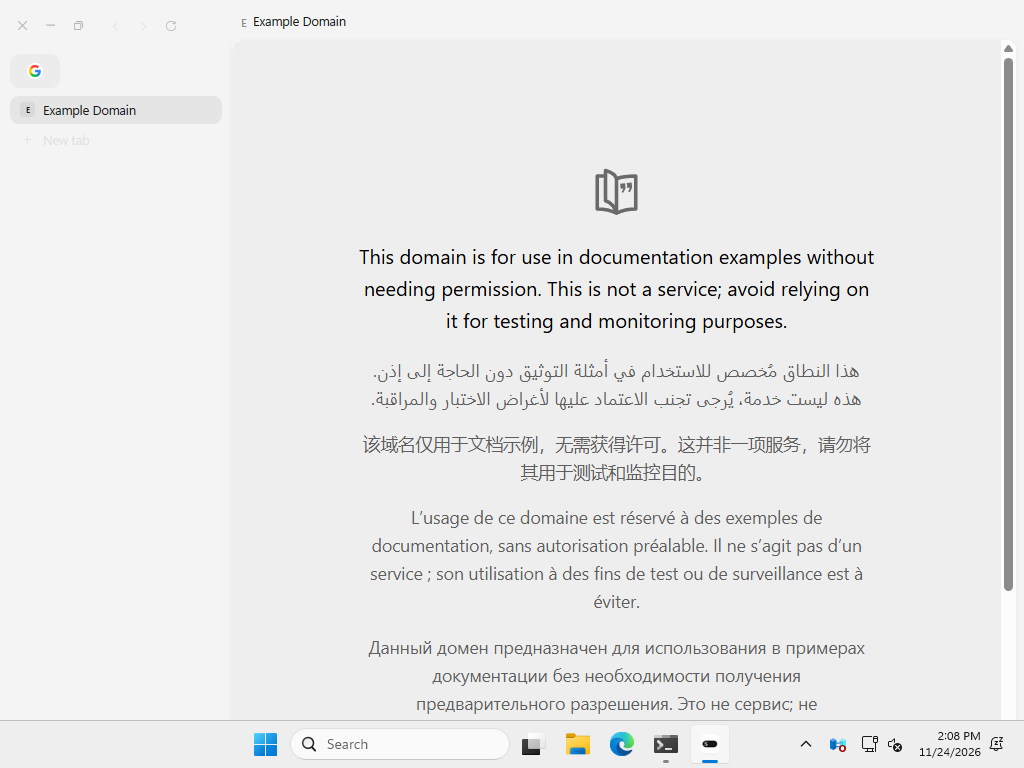 E Example Domain
E Example Domain
+ New tab
This domain is for use in documentation examples without
needing permission. This is not a service; avoid relying on
it for testing and monitoring purposes.
هذا النطاق مُخصص للاستخدام في أمثلة التوثيق دون الحاجة إلى إذن.
هذه ليست خدمة، يُرجى تجنب الاعتماد عليها لأغراض الاختبار والمراقبة.
该域名仅用于文档示例，无需获得许可。这并非一项服务，请勿将
其用于测试和监控目的。
L’usage de ce domaine est réservé à des exemples de
documentation, sans autorisation préalable. Il ne s’agit pas d’un
service ; son utilisation à des fins de test ou de surveillance est à
éviter.
Данный домен предназначен для использования в примерах
документации без необходимости получения
предварительного разрешения. Это не сервис; не
Search
2:08 PM
11/24/2026